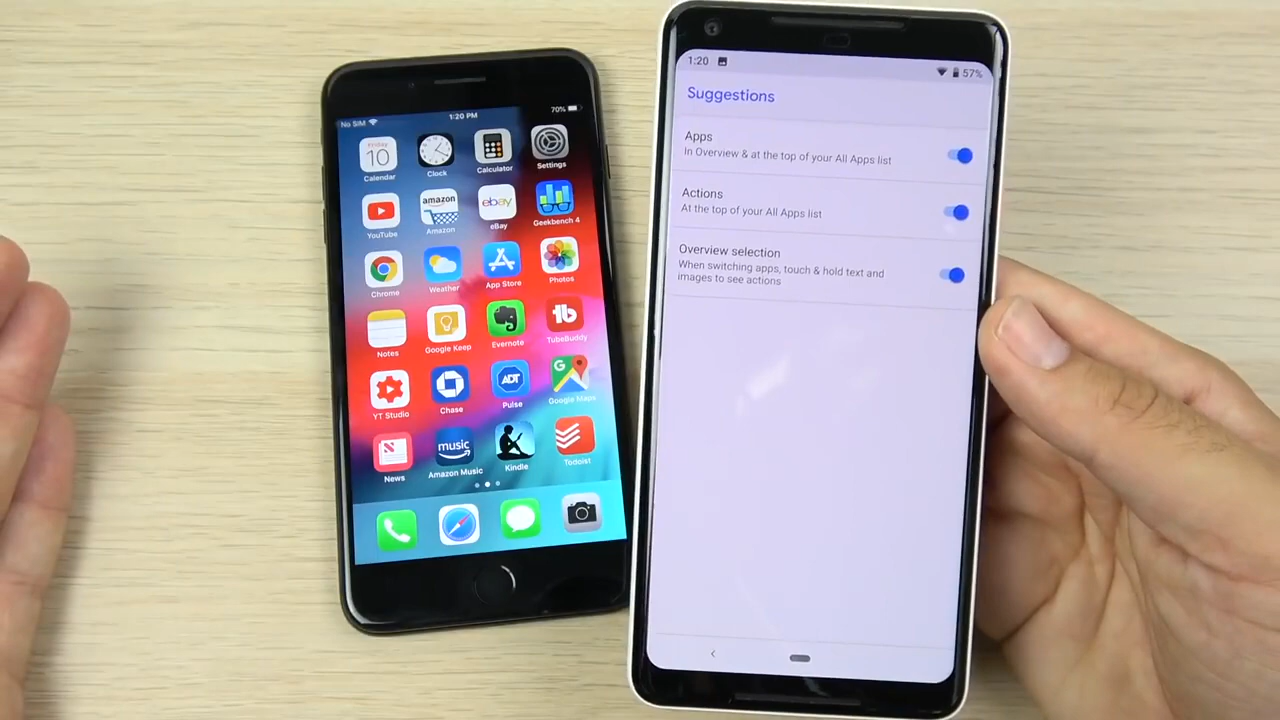 No SIM
1:20 PM
70%
Friday
10
Calendar
Clock
Calculator
Settings
YouTube
amazon
Amazon
ebay
eBay
Geekbench 4
Chrome
Weather
App Store
Photos
Notes
Google Keep
Evernote
tb
TubeBuddy
YT Studio
Chase
ADT
Pulse
G
Google Maps
News
music
Amazon Music
Kindle
Todoist
1:20
57%
Suggestions
Apps
In Overview & at the top of your All Apps list
Actions
At the top of your All Apps list
Overview selection
When switching apps, touch & hold text and
images to see actions